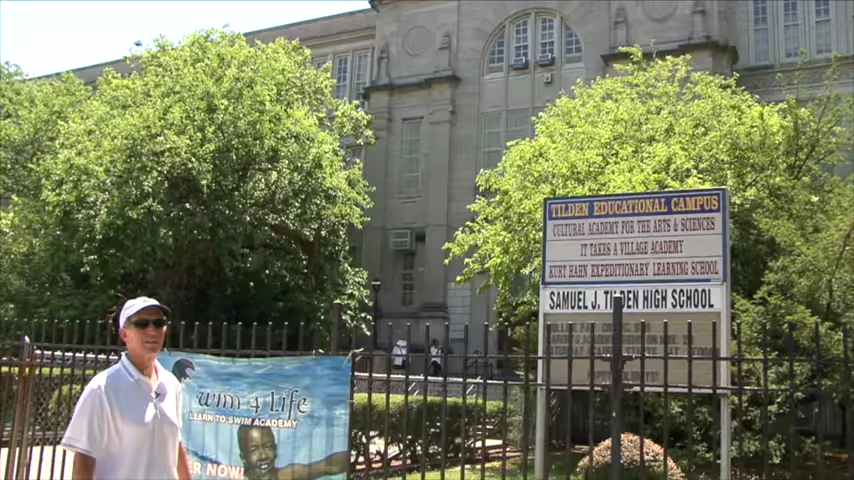 TILDEN EDUCATIONAL CAMPUS
CULTURAL ACADEMY FOR THE ARTS & SCIENCES
IT TAKES A VILLAGE ACADEMY
KURT HAHN EXPEDITIONARY LEARNING SCHOOL
SAMUEL J. TILDEN HIGH SCHOOL
WIM 4 LIFE
LEARN TO SWIM ACADEMY
ER NOW